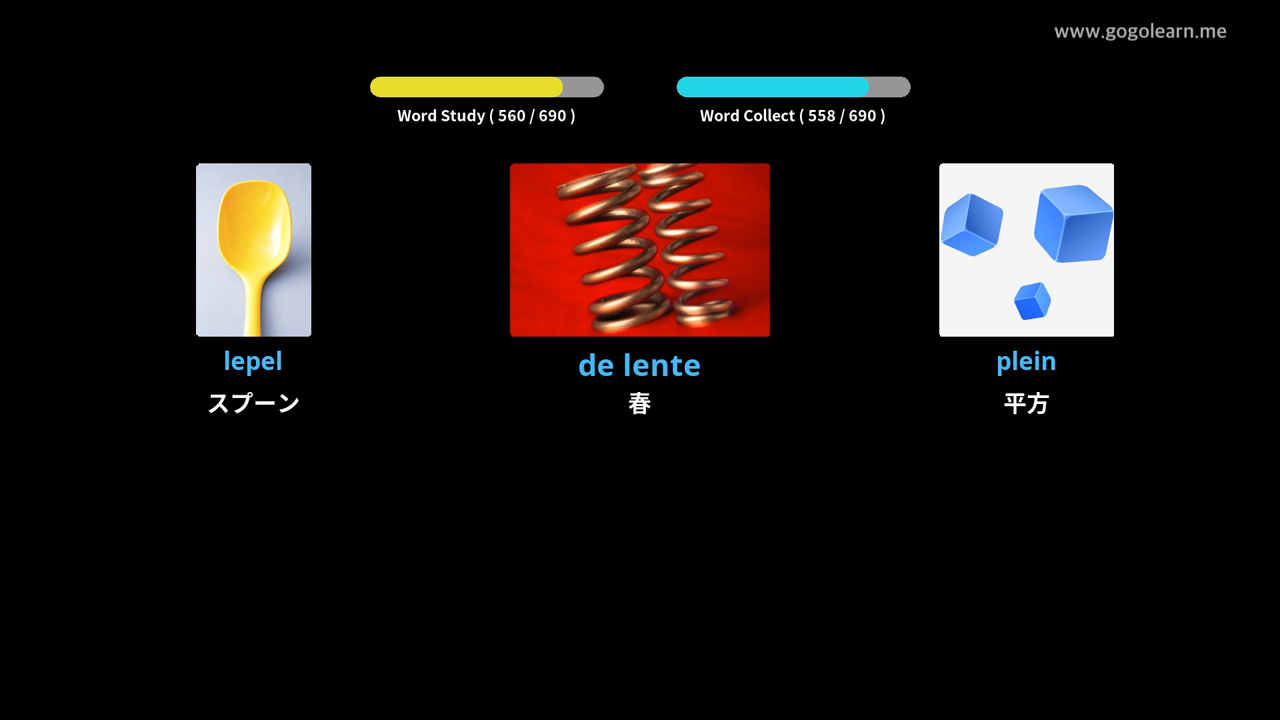 www.gogolearn.me
Word Study ( 560 / 690 )
Word Collect ( 558 / 690 )
lepel
de lente
plein
スプーン
春
平方